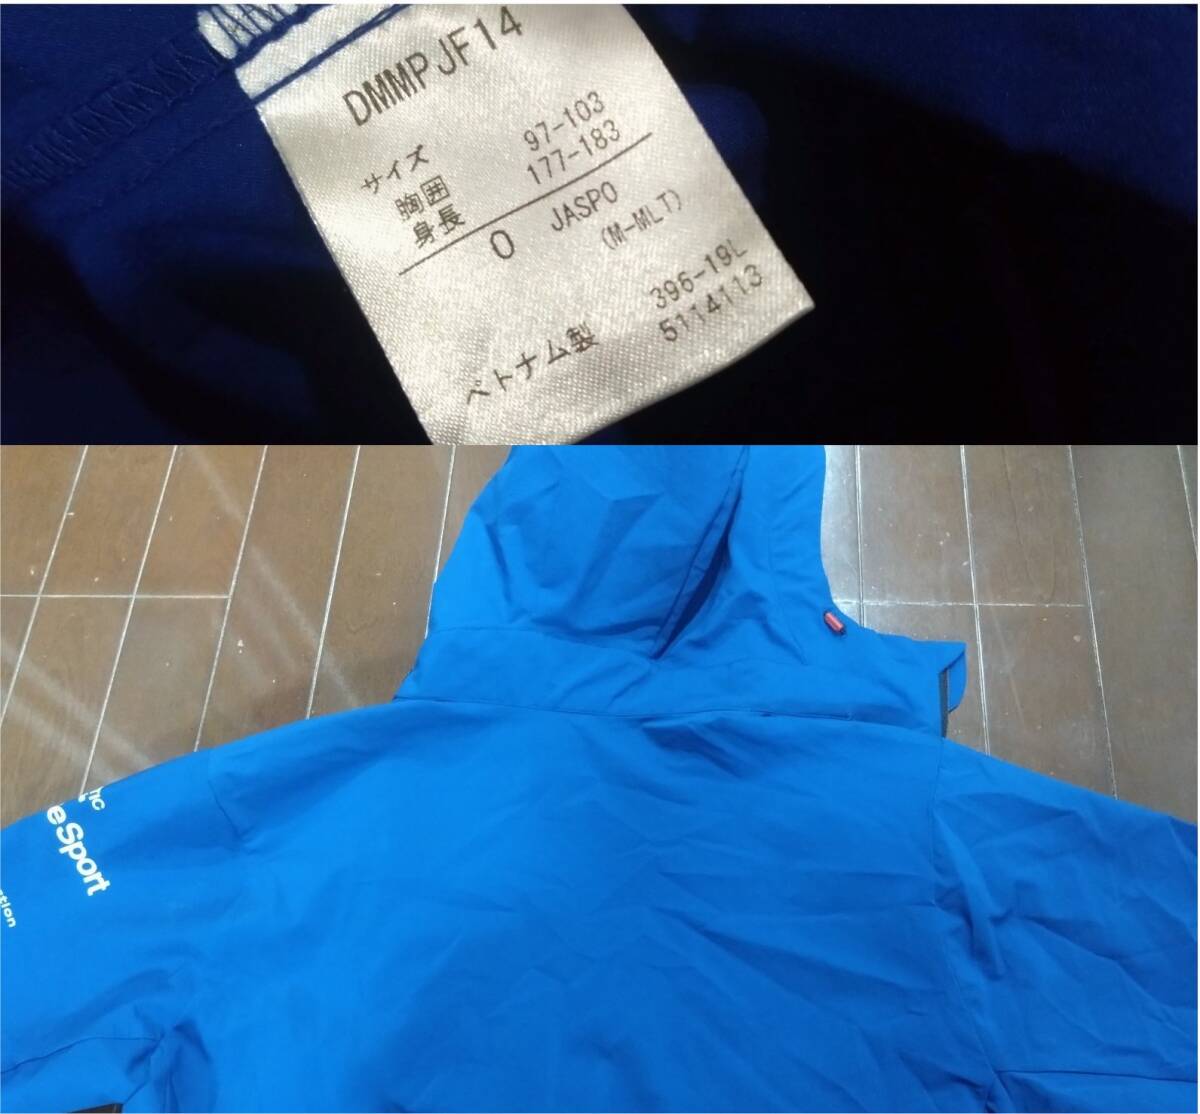 DMMPJF14
サイズ
胸囲 97-103
身長 177-183
O JASPO
(M-MLT)
396-19L
ベトナム製 5114113
eSport